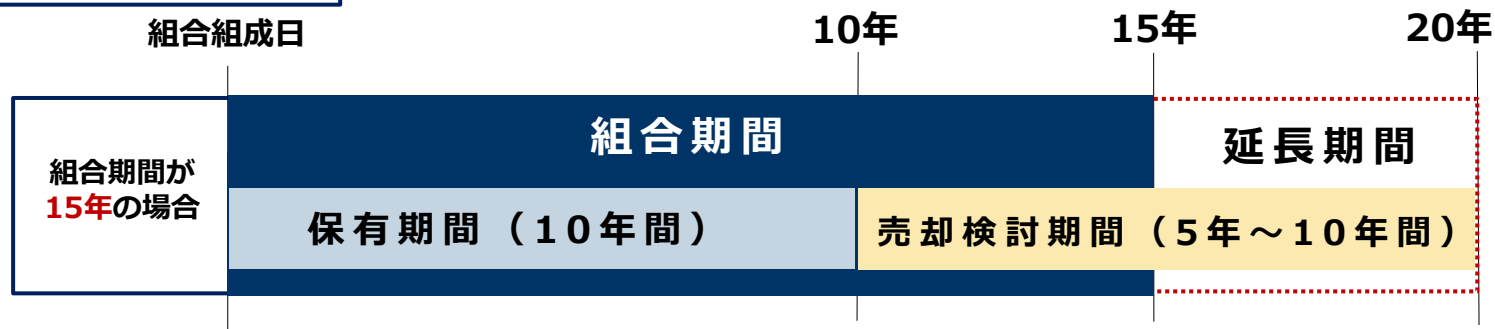 組合組成日
10年
15年
20年
組合期間が
15年の場合
組合期間
延長期間
保有期間（10年間）
売却検討期間（5年～10年間）